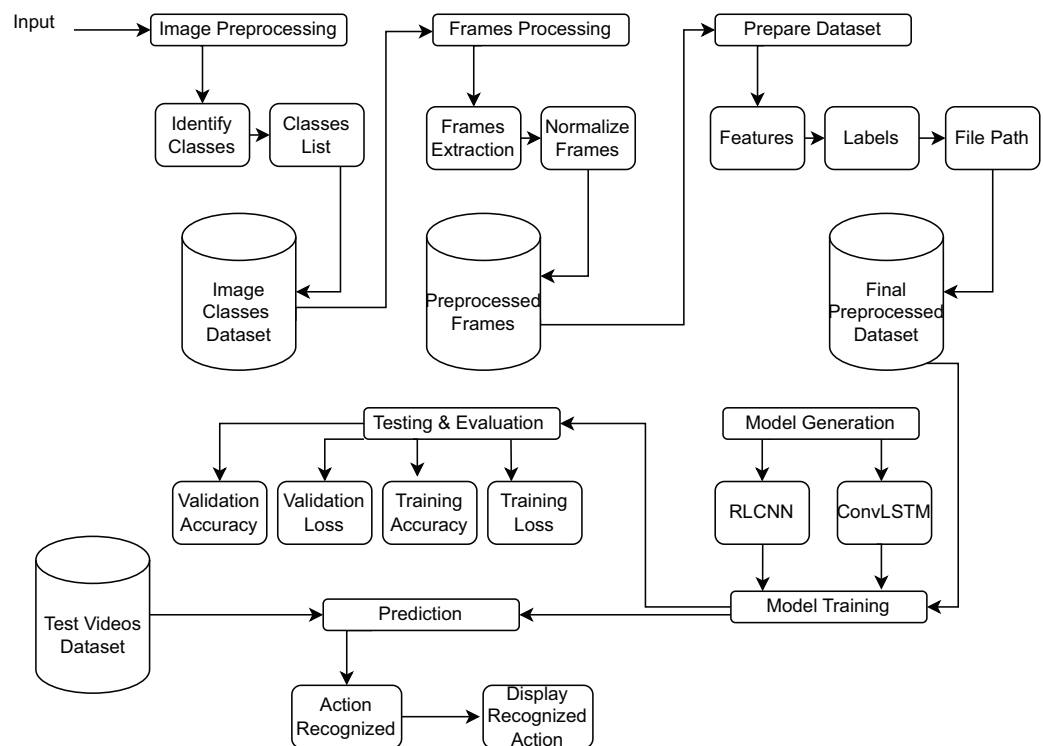 Input
Image Preprocessing
Frames Processing
Prepare Dataset
Identify
Classes
Classes
List
Frames
Extraction
Normalize
Frames
Features
Labels
File Path
Image
Classes
Dataset
Preprocessed
Frames
Final
Preprocessed
Dataset
Testing & Evaluation
Model Generation
Validation
Accuracy
Validation
Loss
Training
Accuracy
Training
Loss
RLCNN
ConvLSTM
Test Videos
Dataset
Prediction
Model Training
Action
Recognized
Display
Recognized
Action